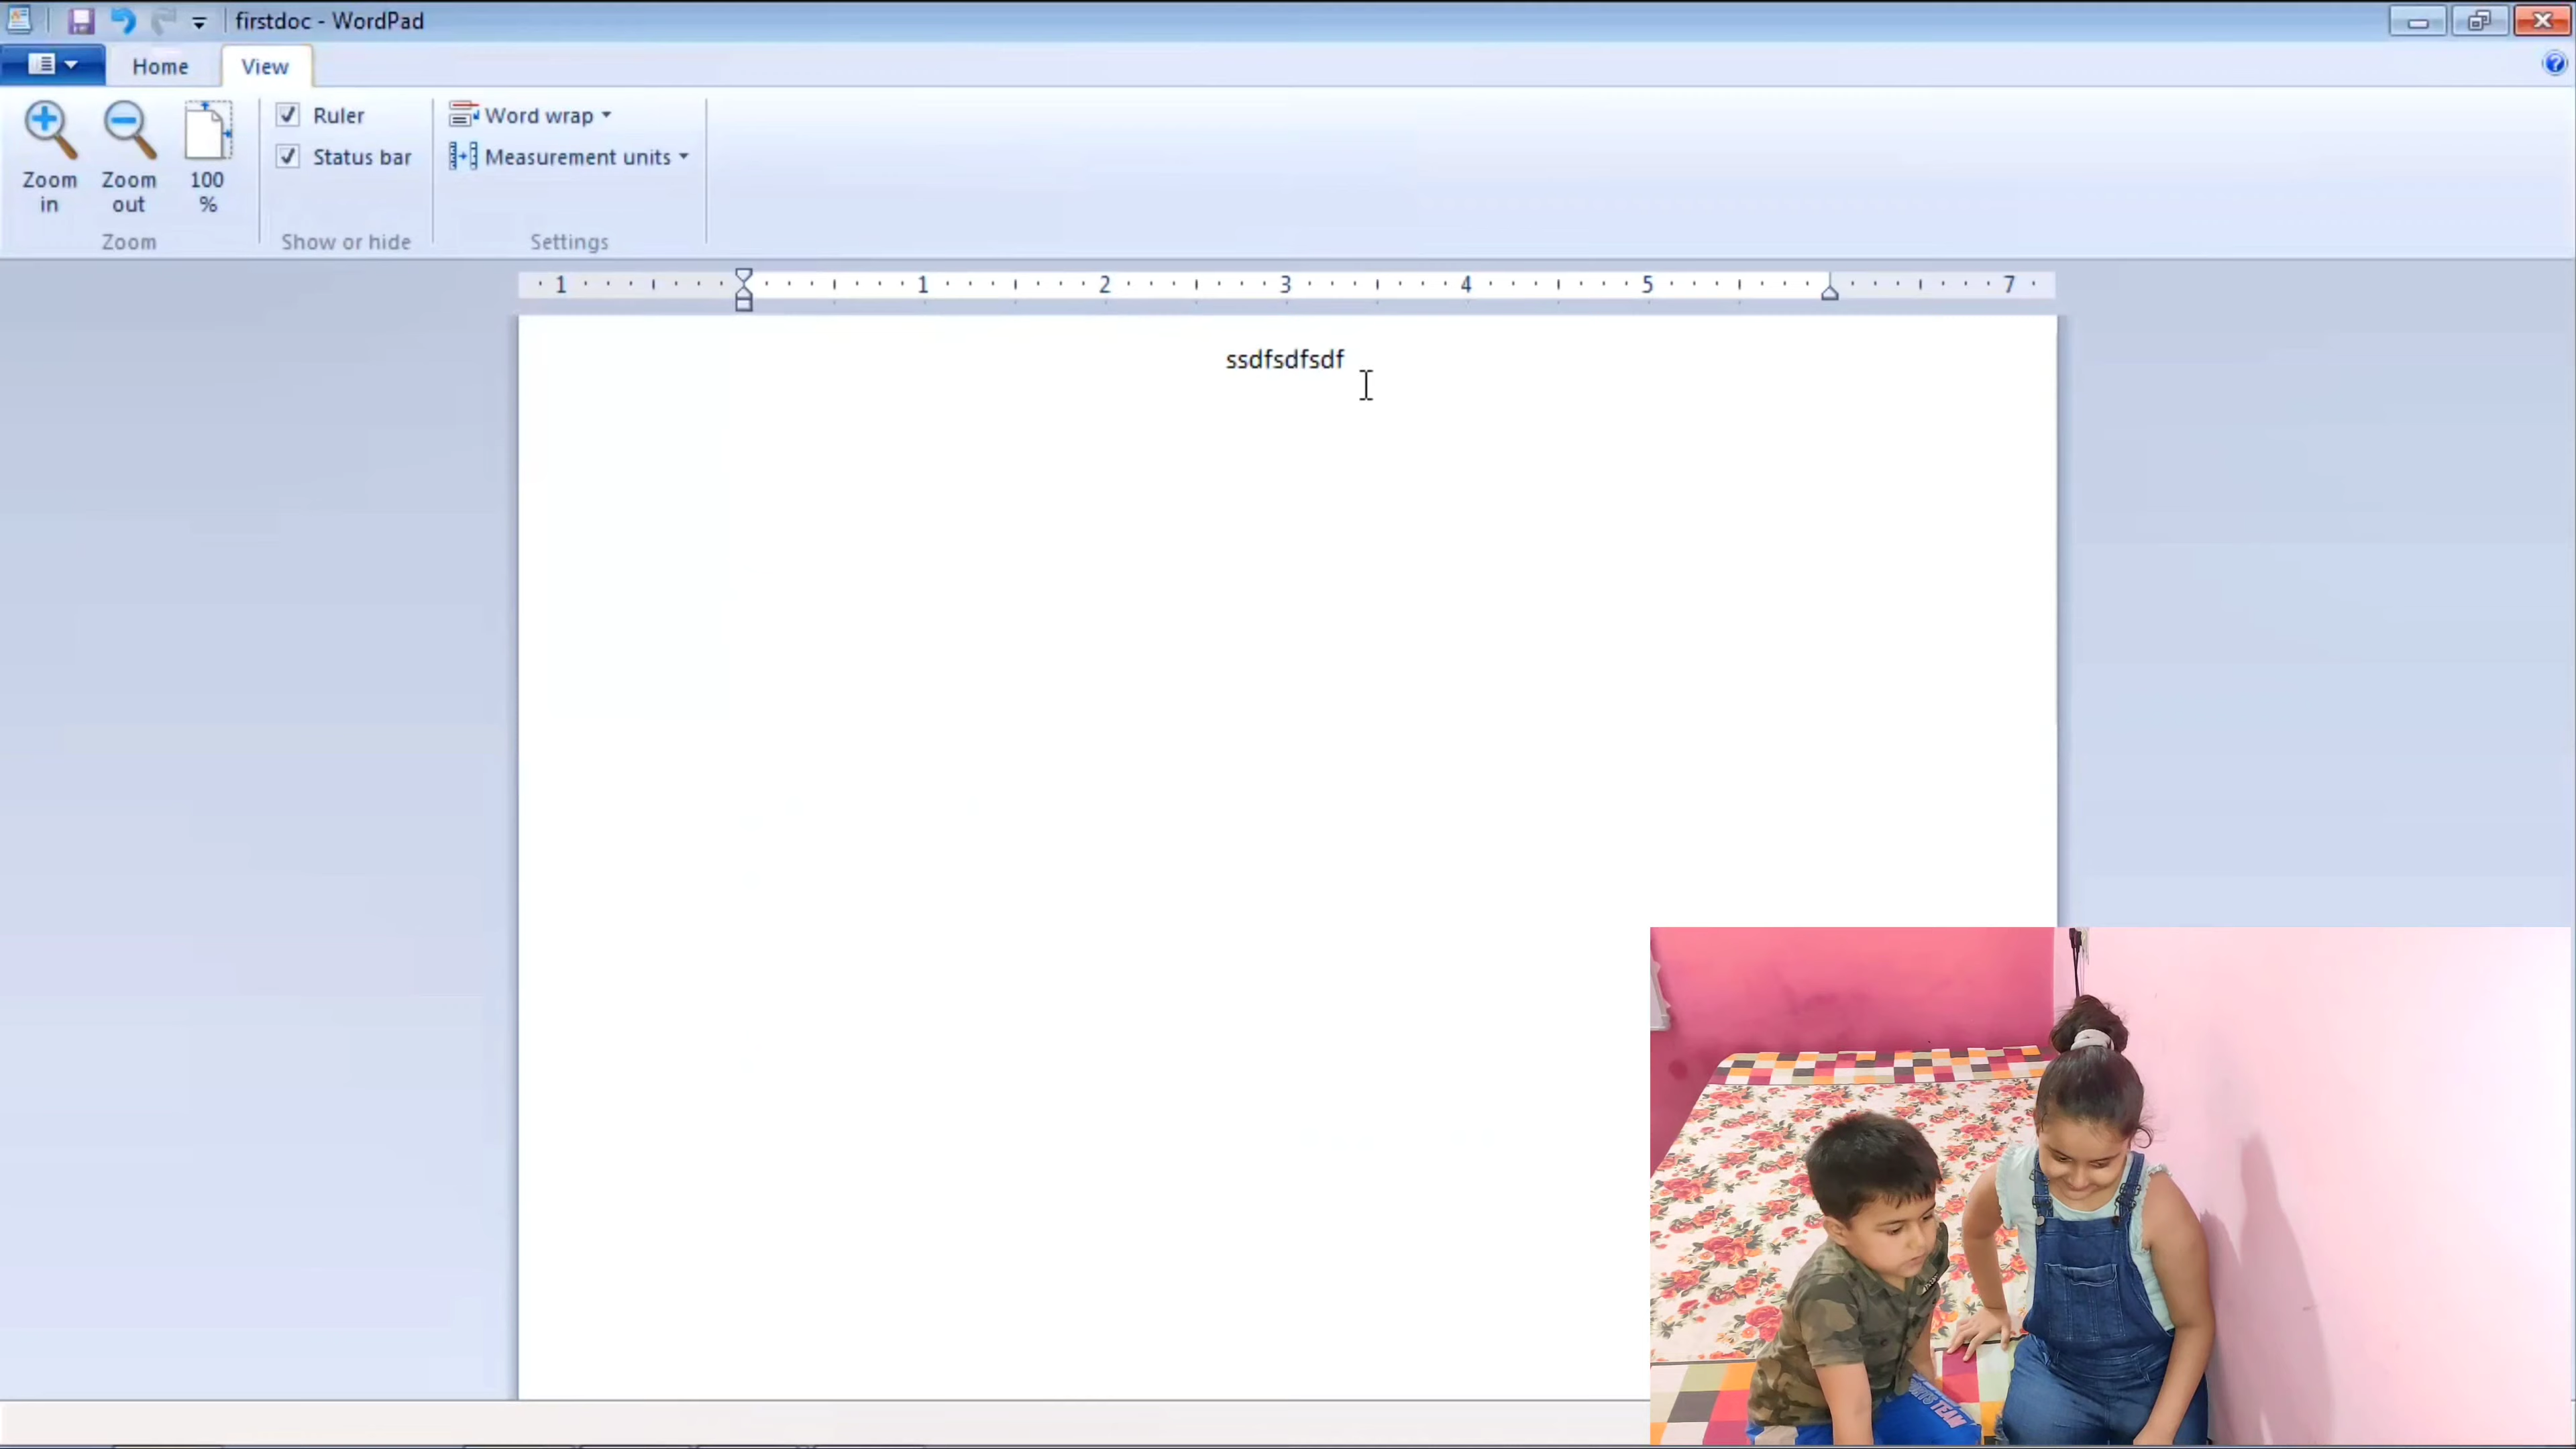 firstdoc - WordPad
Home View
Zoom in
Zoom out
100 %
Zoom
Ruler
Status bar
Show or hide
Word wrap
Measurement units
Settings
1 1 2 3 4 5 7
ssdfsdfsdf
TEAM